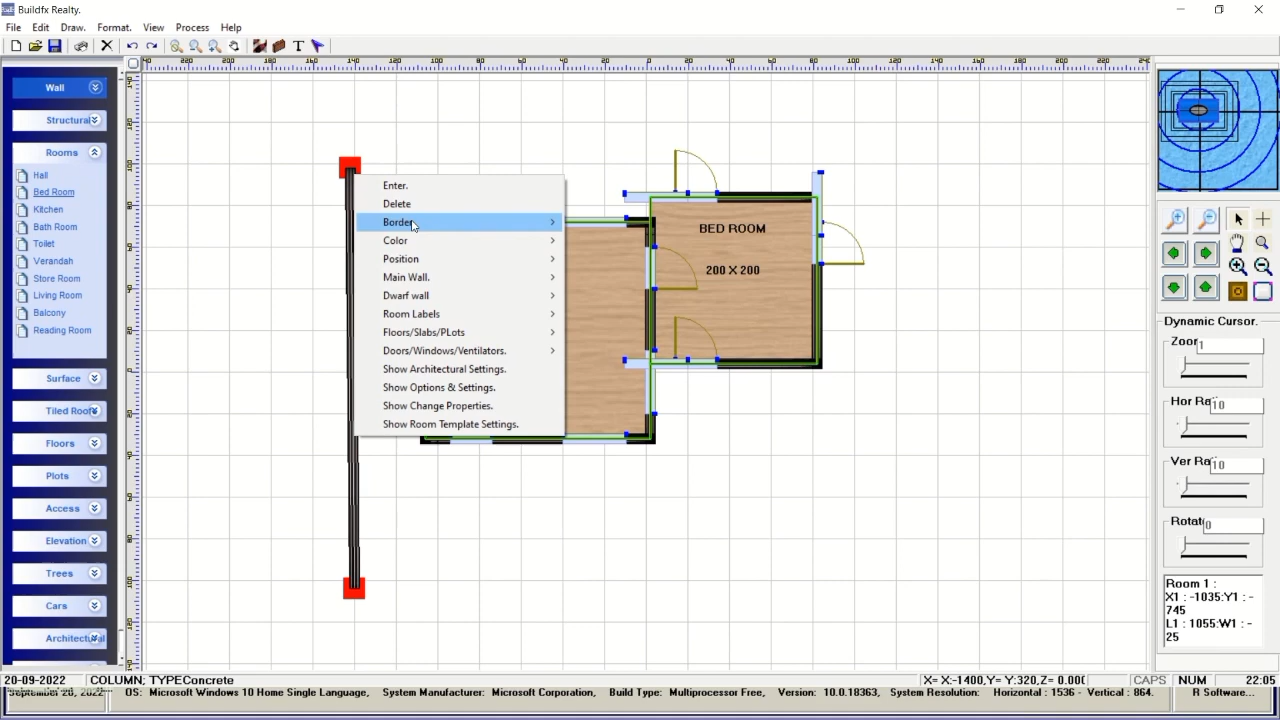 Buildfx Realty.
File Edit Draw. Format. View Process Help
Wall
Structural
Rooms
Hall
Bed Room
Kitchen
Bath Room
Toilet
Verandah
Store Room
Living Room
Balcony
Reading Room
Surface
Tiled Roof
Floors
Plots
Access
Elevation
Trees
Cars
Architectural
Enter.
Delete
Border
Color
Position
Main Wall.
Dwarf wall
Room Labels
Floors/Slabs/PLots
Doors/Windows/Ventilators.
Show Architectural Settings.
Show Options & Settings.
Show Change Properties.
Show Room Template Settings.
BED ROOM
200 X 200
Dynamic Cursor.
Zoor 1
Hor Ra 10
Ver Ra 10
Rotat 0
Room 1 :
X1 : -1035:Y1 : -
745
L1 : 1055:W1 : -
25
20-09-2022 COLUMN; TYPEConcrete X= X:-1400,Y= Y:320,Z= 0.000 CAPS NUM 22:05
September 20, 2022 OS: Microsoft Windows 10 Home Single Language, System Manufacturer: Microsoft Corporation, Build Type: Multiprocessor Free, Version: 10.0.18363, System Resolution: Horizontal : 1536 - Vertical : 864. R Software...